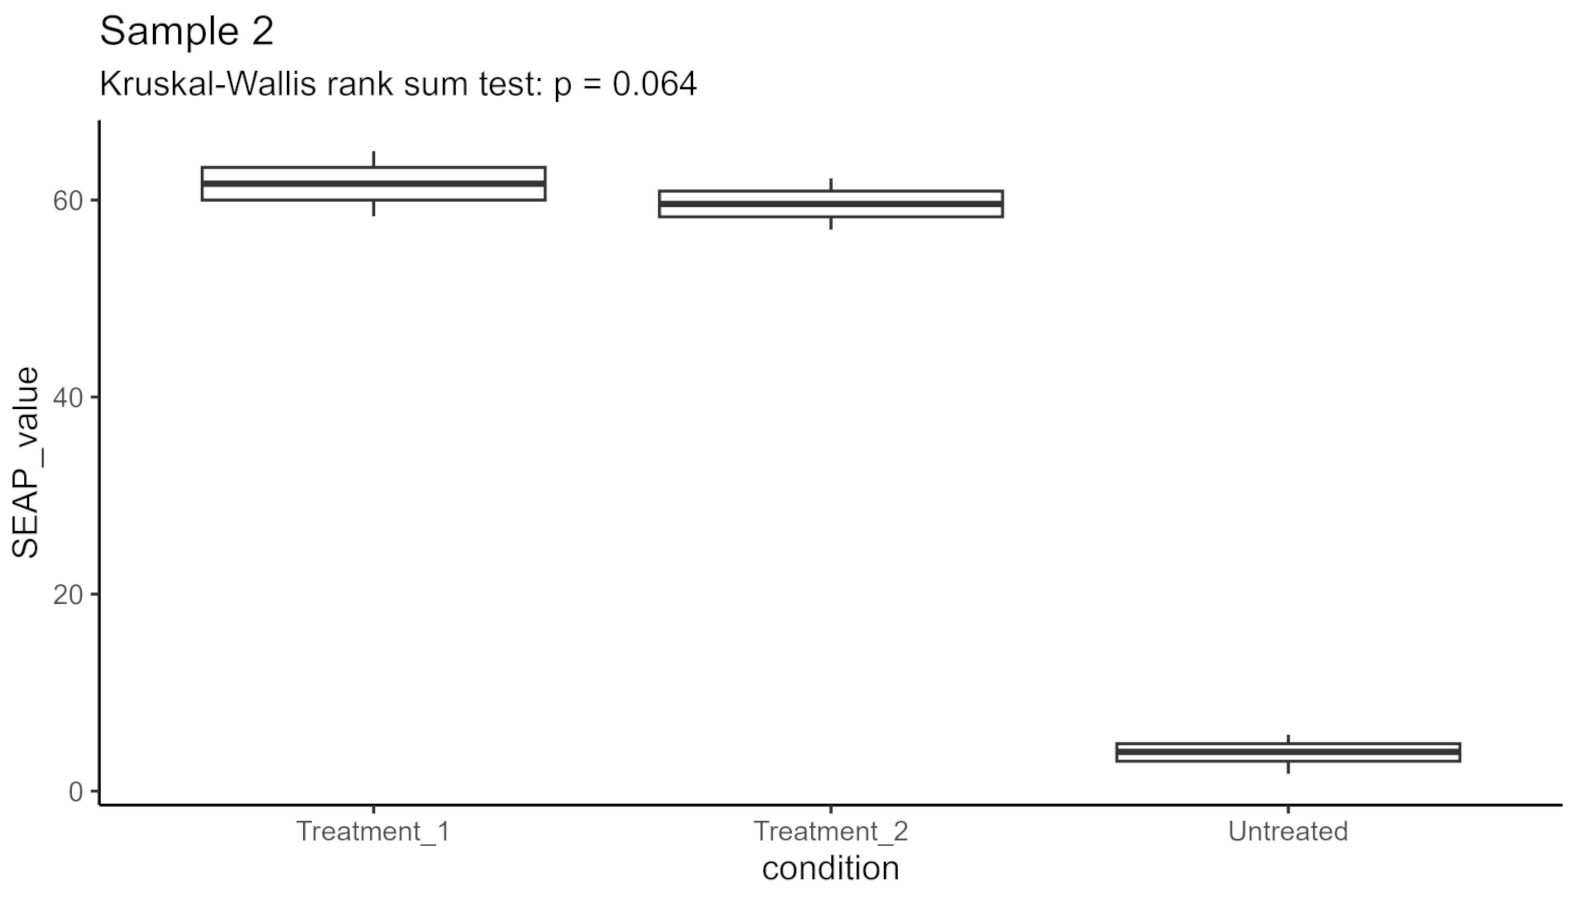 Sample 2
Kruskal-Wallis rank sum test: p = 0.064
60
40
20
0
SEAP_value
Treatment_1
Treatment_2
Untreated
condition